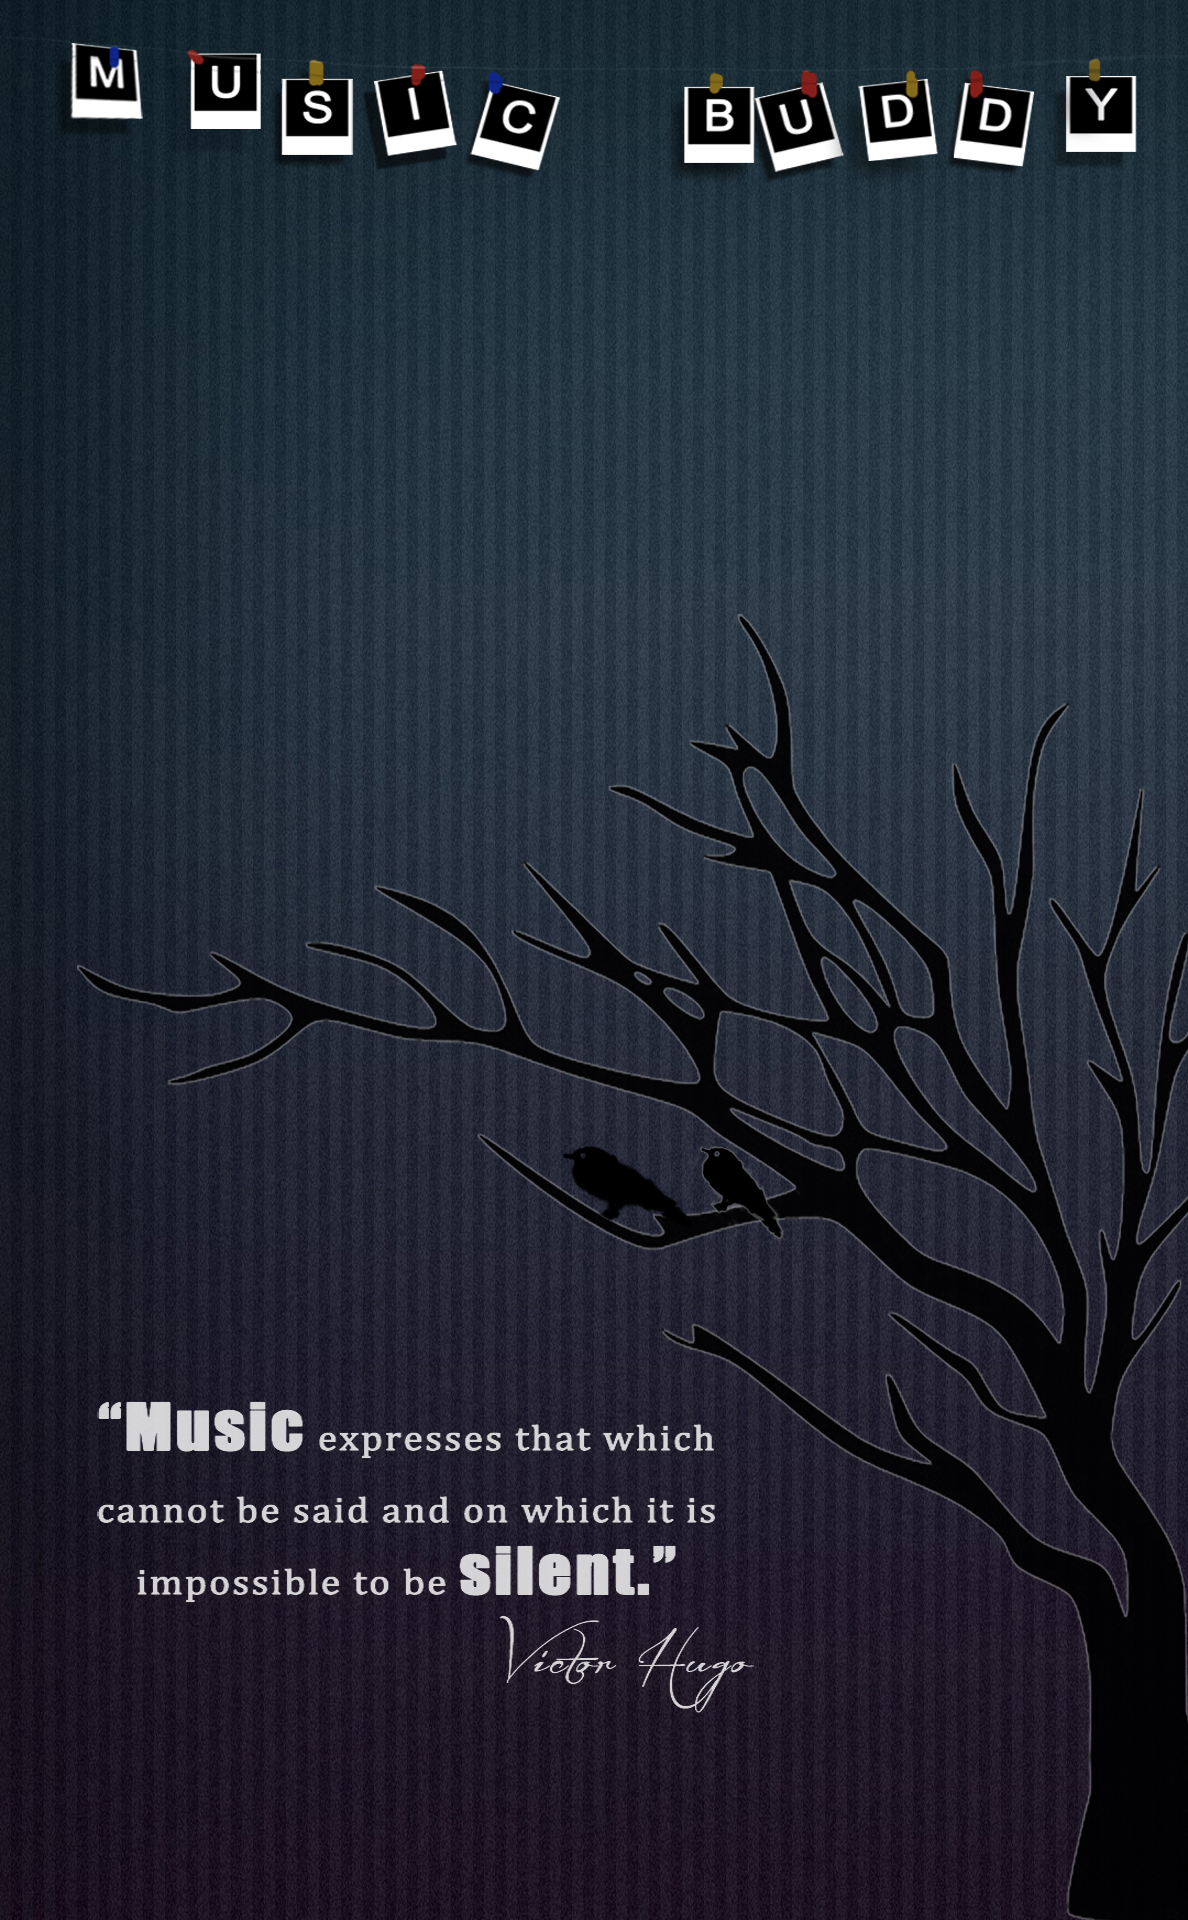 MUSIC BUDDY
“Music expresses that which
cannot be said and on which it is
impossible to be silent.”
Victor Hugo